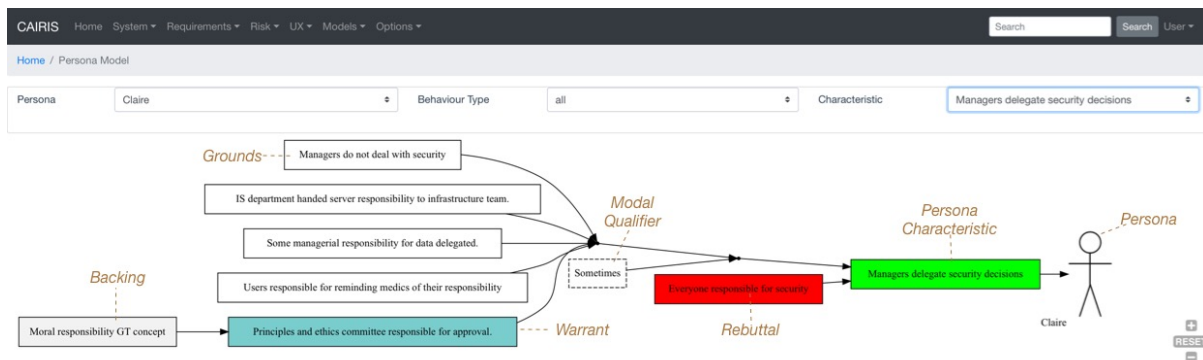 CAIRIS Home System Requirements Risk UX Models Options Search Search User
Home / Persona Model
Persona Claire Behaviour Type all Characteristic Managers delegate security decisions
Grounds
Managers do not deal with security
IS department handed server responsibility to infrastructure team.
Modal
Qualifier
Persona
Characteristic
Persona
Some managerial responsibility for data delegated.
Sometimes
Managers delegate security decisions
Backing
Users responsible for reminding medics of their responsibility
Everyone responsible for security
Claire
Moral responsibility GT concept
Principles and ethics committee responsible for approval.
Warrant
Rebuttal
RESET